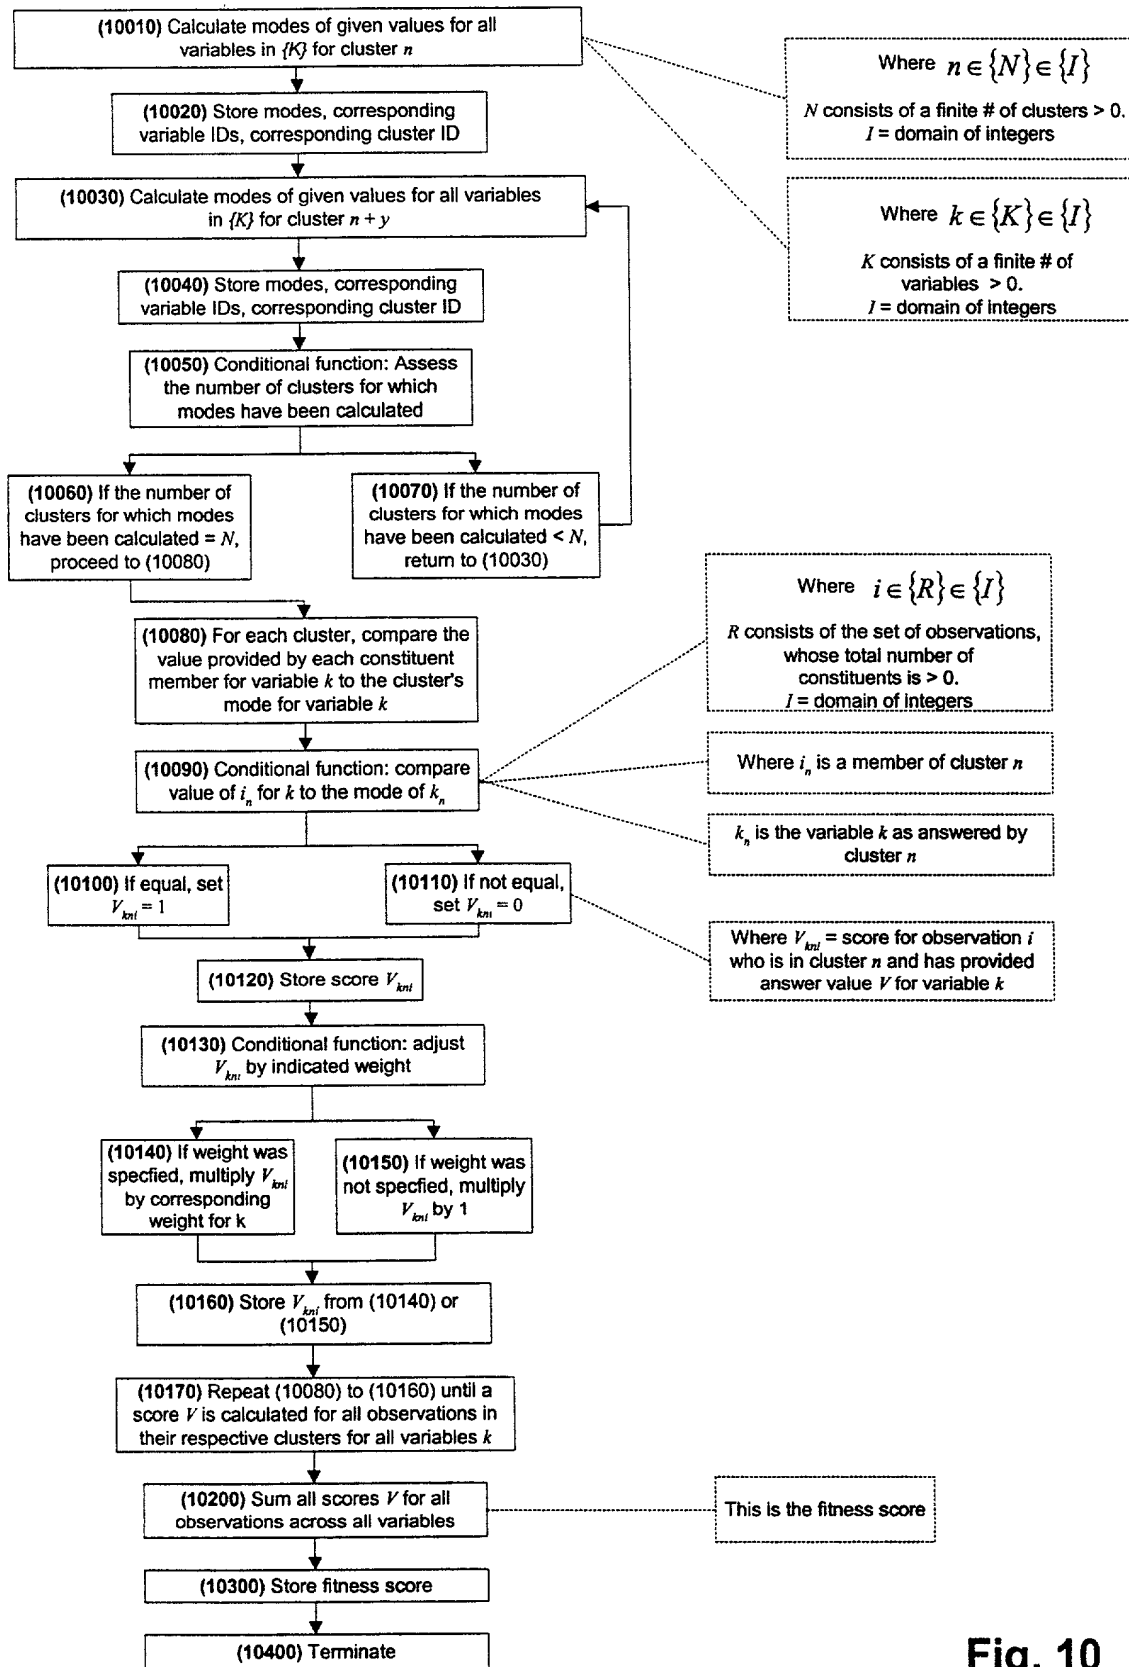 (10010) Calculate modes of given values for all
variables in {K} for cluster n
(10020) Store modes, corresponding
variable IDs, corresponding cluster ID
(10030) Calculate modes of given values for all variables
in {K} for cluster n + y
(10040) Store modes, corresponding
variable IDs, corresponding cluster ID
(10050) Conditional function: Assess
the number of clusters for which
modes have been calculated
(10060) If the number of
clusters for which modes
have been calculated = N,
proceed to (10080)
(10070) If the number of
clusters for which modes
have been calculated < N,
return to (10030)
(10080) For each cluster, compare the
value provided by each constituent
member for variable k to the cluster's
mode for variable k
(10090) Conditional function: compare
value of i_n for k to the mode of k_n
(10100) If equal, set
V_kni = 1
(10110) If not equal,
set V_kni = 0
(10120) Store score V_kni
(10130) Conditional function: adjust
V_kni by indicated weight
(10140) If weight was
specfied, multiply V_kni
by corresponding
weight for k
(10150) If weight was
not specfied, multiply
V_kni by 1
(10160) Store V_kni from (10140) or
(10150)
(10170) Repeat (10080) to (10160) until a
score V is calculated for all observations in
their respective clusters for all variables k
(10200) Sum all scores V for all
observations across all variables
(10300) Store fitness score
(10400) Terminate
Where n ∈ {N} ∈ {I}
N consists of a finite # of clusters > 0.
I = domain of integers
Where k ∈ {K} ∈ {I}
K consists of a finite # of
variables > 0.
I = domain of integers
Where i ∈ {R} ∈ {I}
R consists of the set of observations,
whose total number of
constituents is > 0.
I = domain of integers
Where i_n is a member of cluster n
k_n is the variable k as answered by
cluster n
Where V_kni = score for observation i
who is in cluster n and has provided
answer value V for variable k
This is the fitness score
Fig. 10